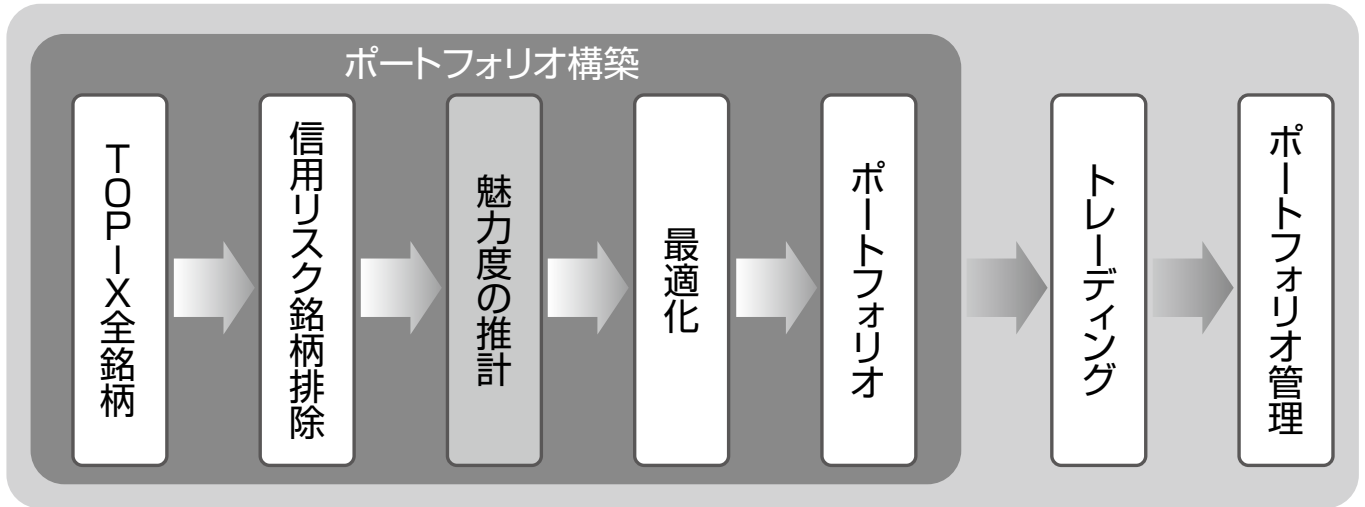 ポートフォリオ構築
TOPIX全銘柄
信用リスク銘柄排除
魅力度の推計
最適化
ポートフォリオ
トレーディング
ポートフォリオ管理